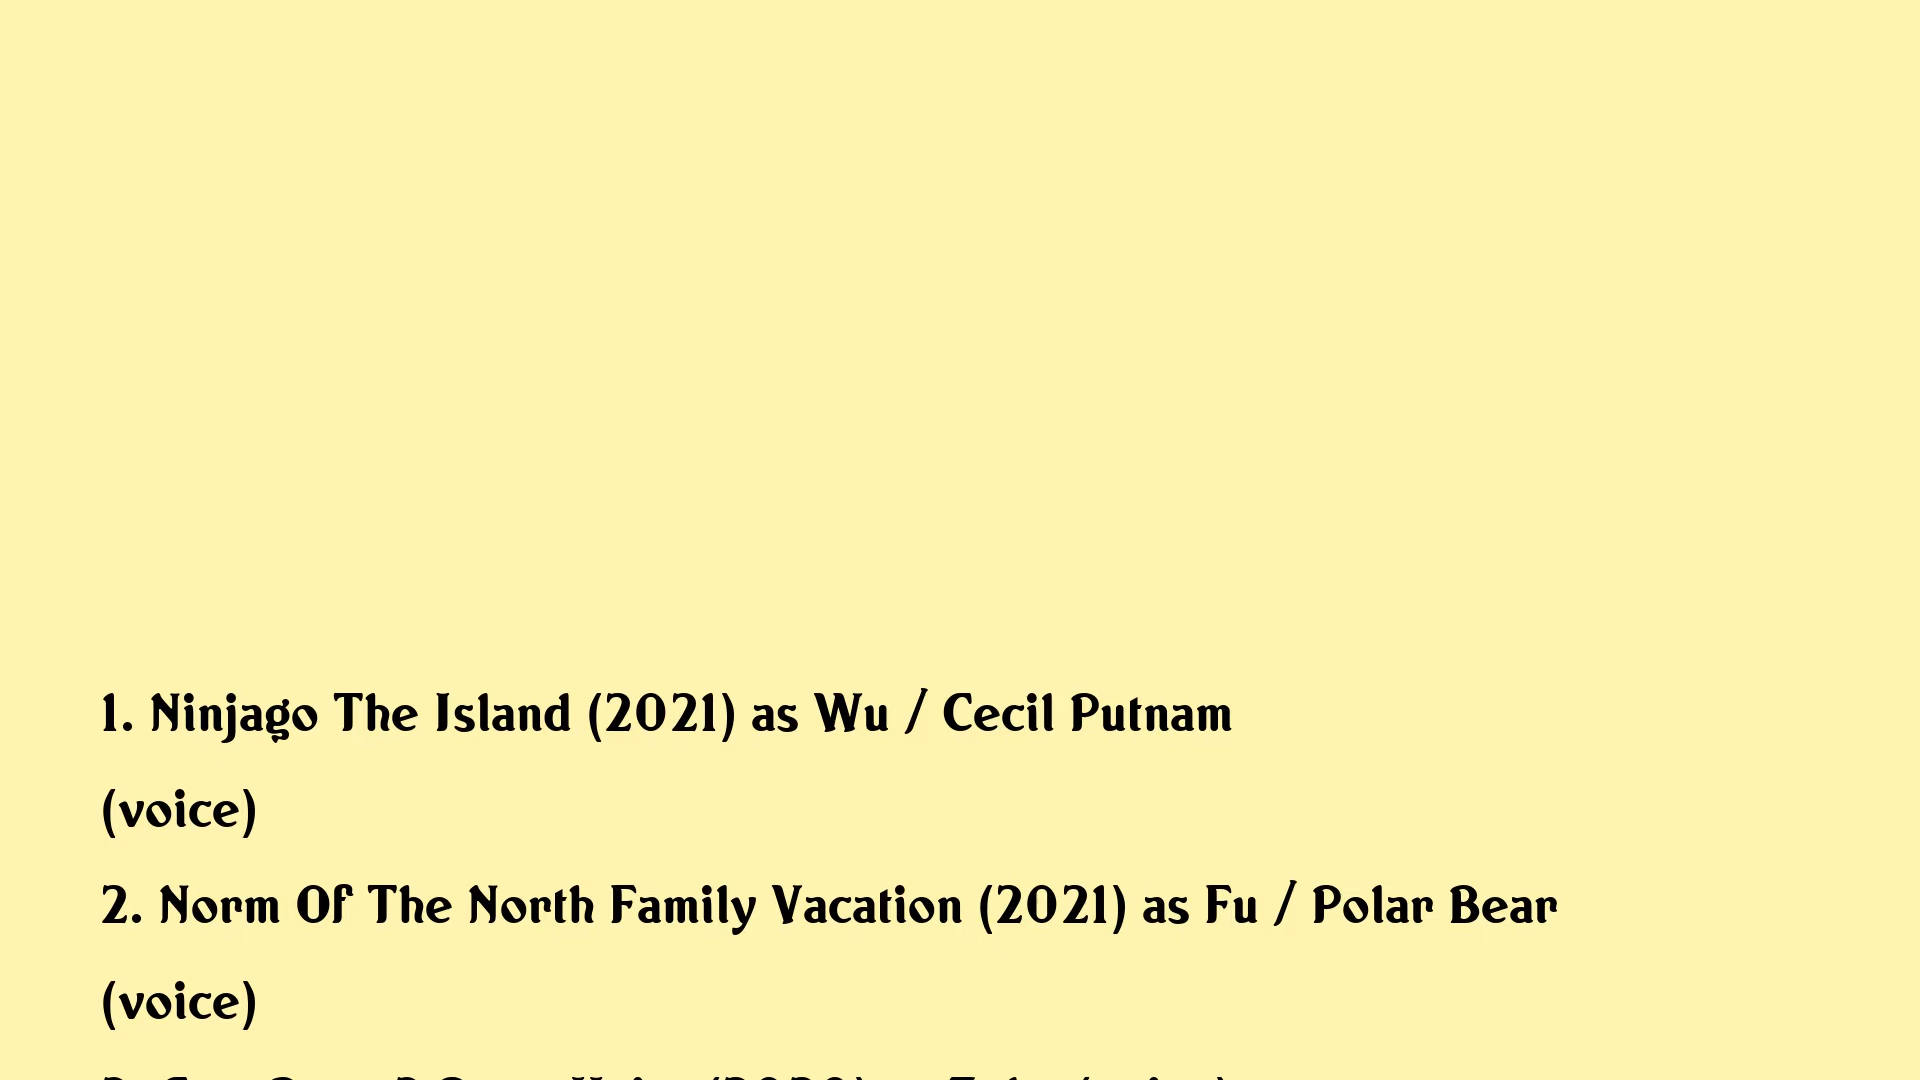 1. Ninjago The Island (2021) as Wu / Cecil Putnam
(voice)
2. Norm Of The North Family Vacation (2021) as Fu / Polar Bear
(voice)